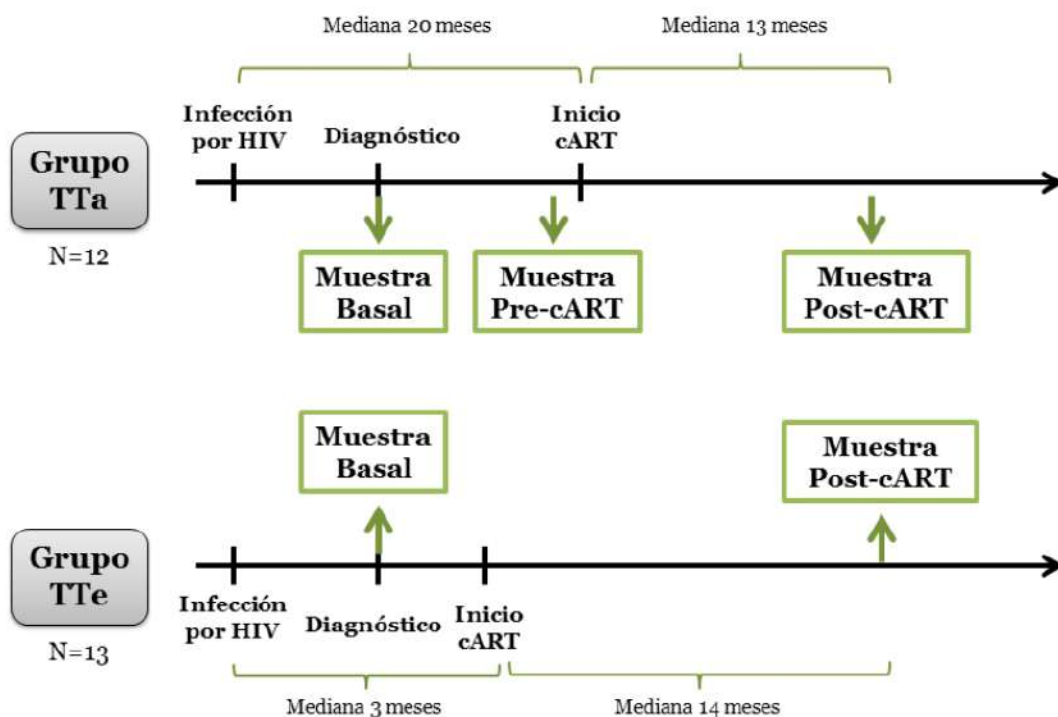 Mediana 20 meses
Mediana 13 meses
Infección
por HIV
Diagnóstico
Inicio
cART
Grupo
TTa
N=12
Muestra
Basal
Muestra
Pre-cART
Muestra
Post-cART
Muestra
Basal
Muestra
Post-cART
Grupo
TTe
N=13
Infección
por HIV
Diagnóstico
Inicio
cART
Mediana 3 meses
Mediana 14 meses